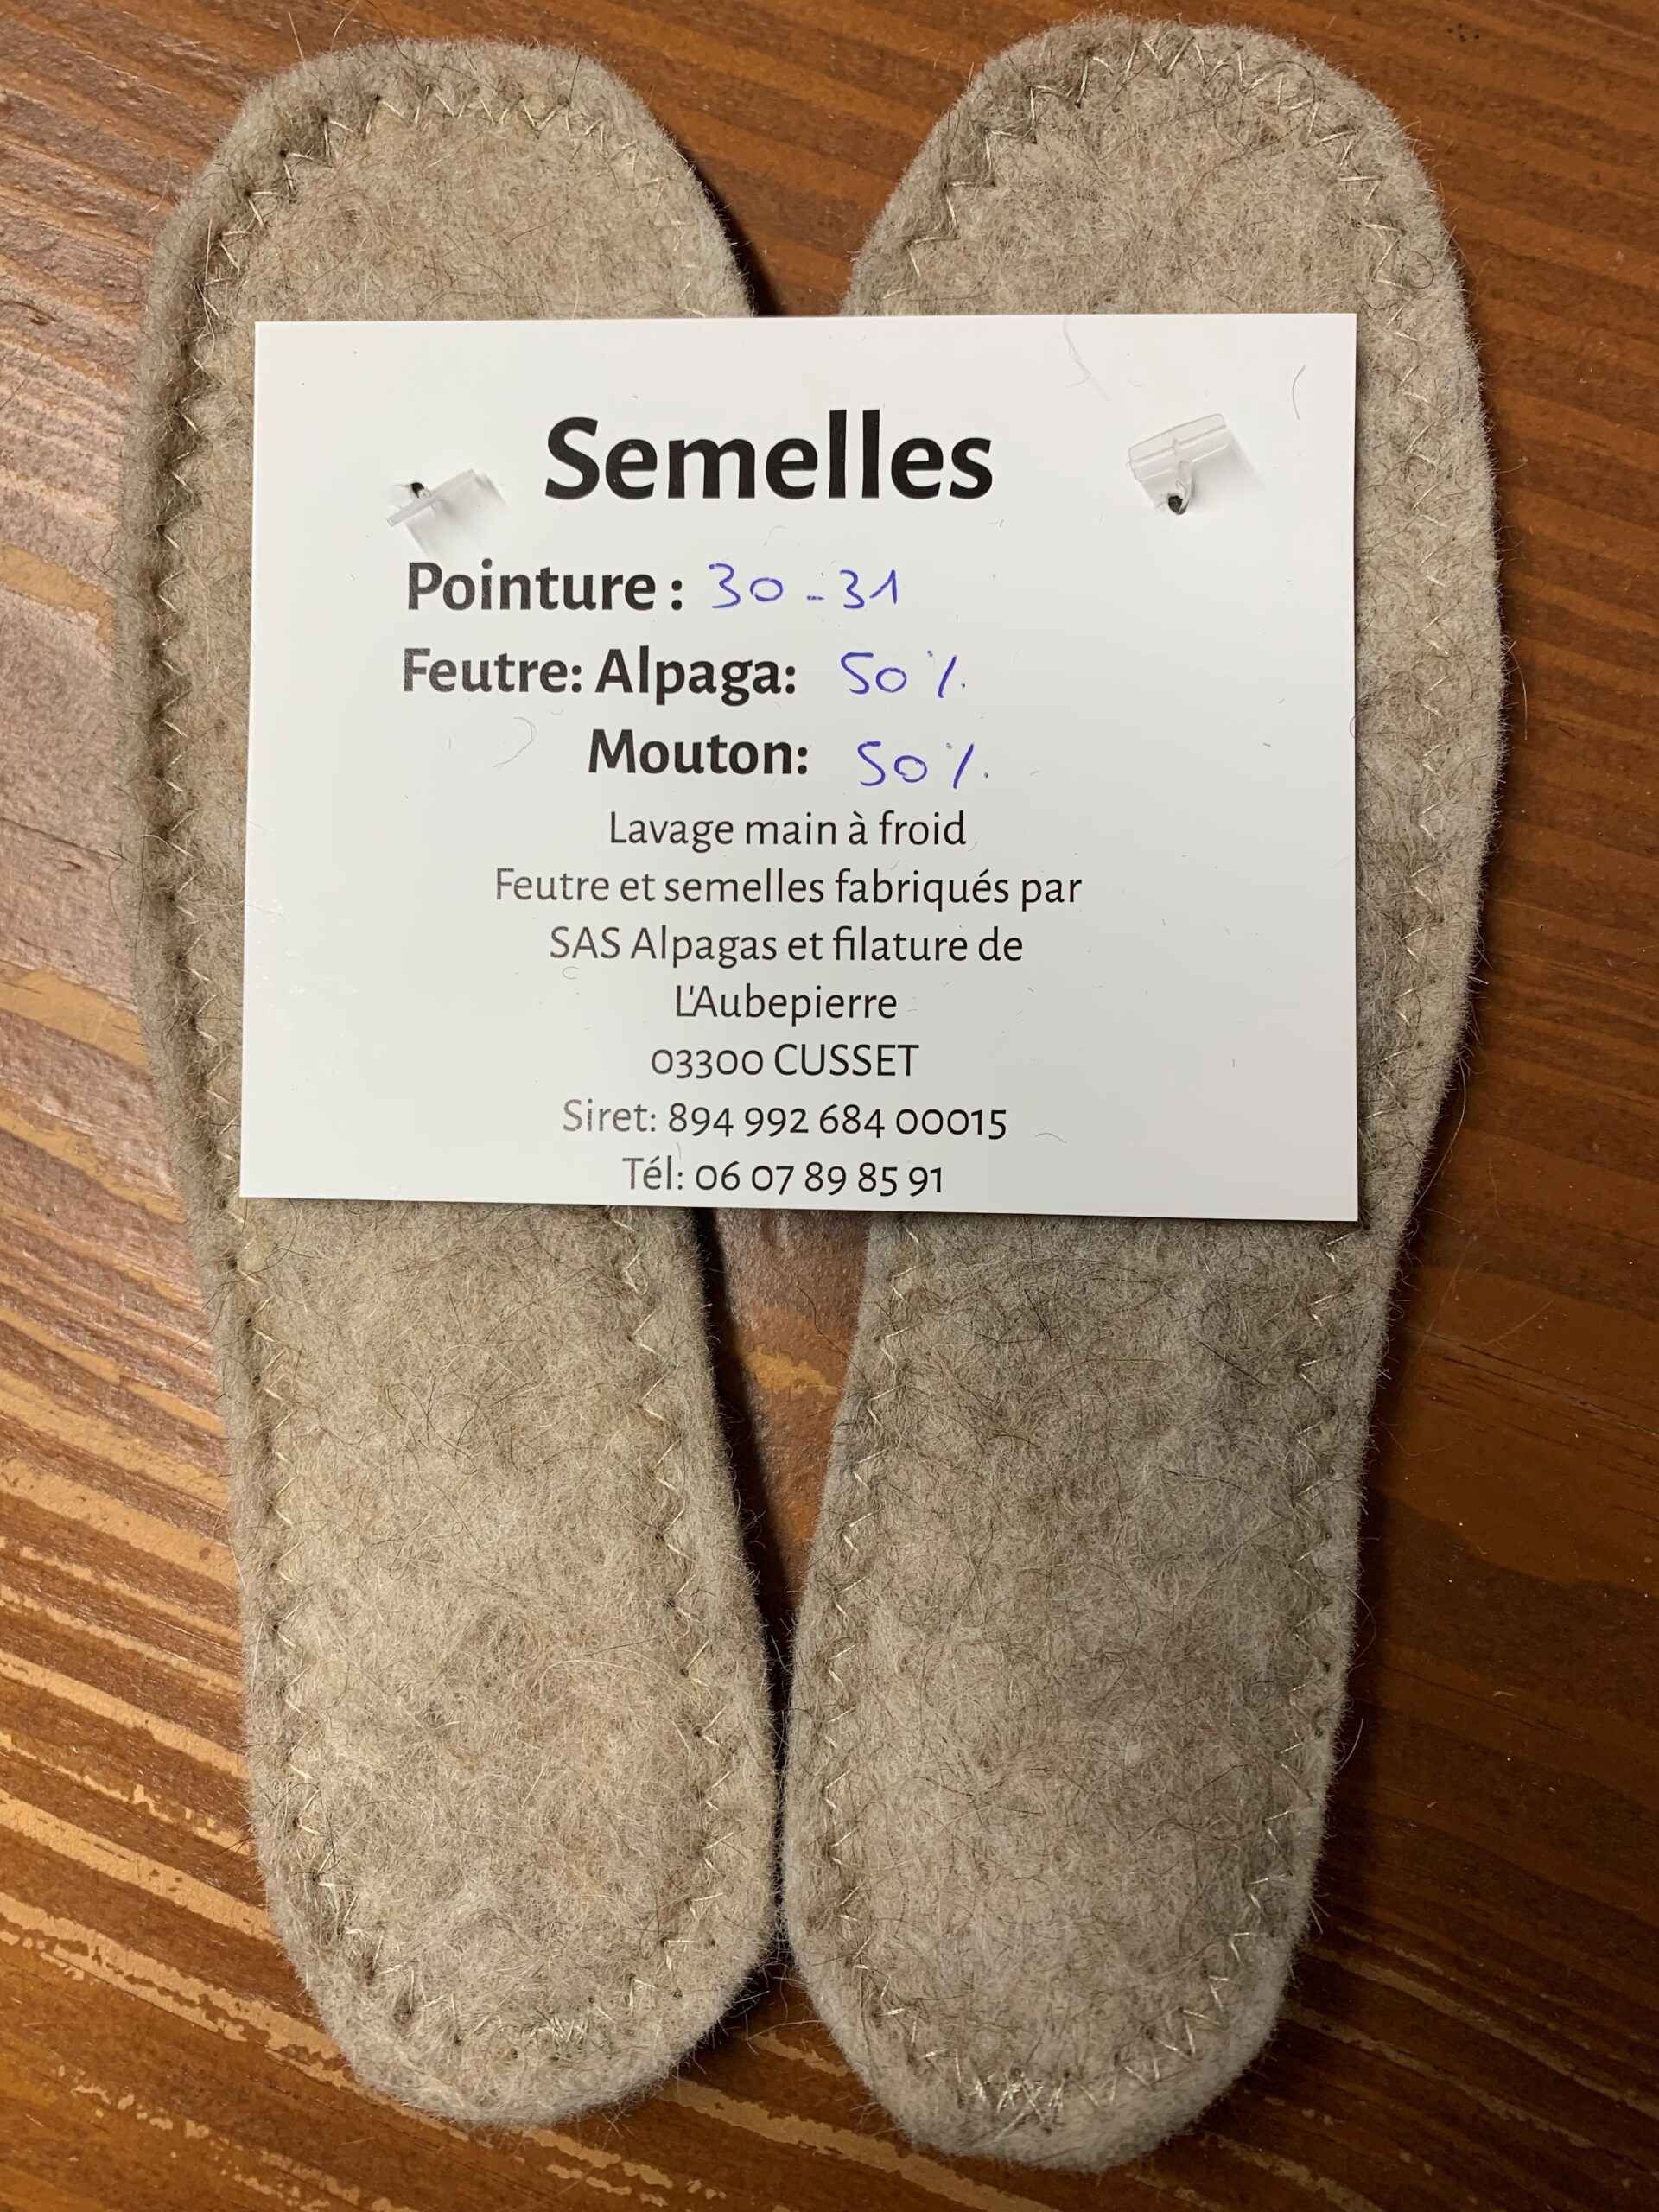 Semelles
Pointure : 30-31
Feutre: Alpaga: 50%
Mouton: 50%
Lavage main à froid
Feutre et semelles fabriqués par
SAS Alpagas et filature de
L'Aubepierre
03300 CUSSET
Siret: 894 992 684 00015
Tél: 06 07 89 85 91